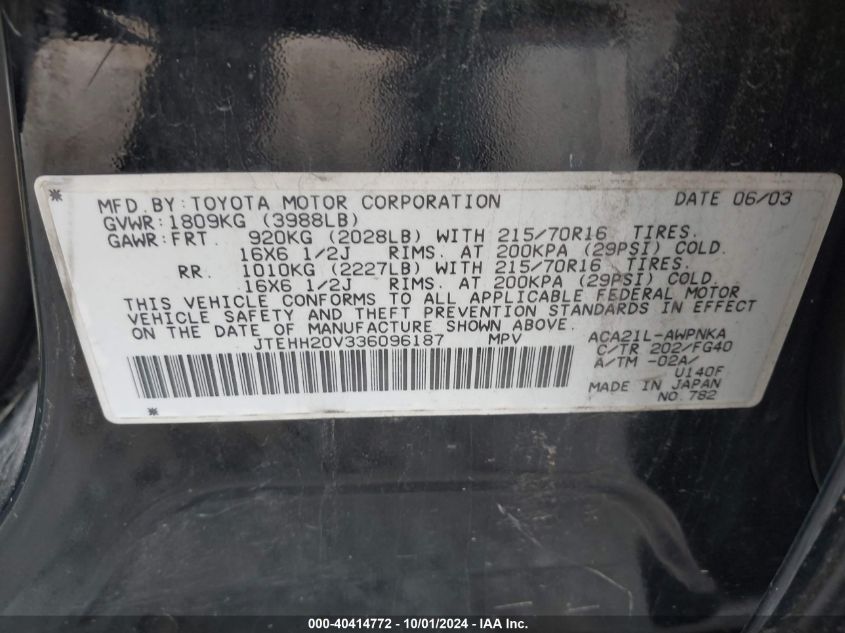 MFD. BY: TOYOTA MOTOR CORPORATION DATE 06/03
GVWR: 1809KG (3988LB)
GAWR: FRT. 920KG (2028LB) WITH 215/70R16 TIRES.
16X6 1/2J RIMS. AT 200KPA (29PSI) COLD.
RR. 1010KG (2227LB) WITH 215/70R16 TIRES.
16X6 1/2J RIMS. AT 200KPA (29PSI) COLD.
THIS VEHICLE CONFORMS TO ALL APPLICABLE FEDERAL MOTOR
VEHICLE SAFETY AND THEFT PREVENTION STANDARDS IN EFFECT
ON THE DATE OF MANUFACTURE SHOWN ABOVE.
JTEHH20V336096187 MPV
ACA21L-AWPNKA
C/TR 202/FG40
A/TM -02A/
U140F
MADE IN JAPAN
NO. 782
000-40414772 - 10/01/2024 - IAA, Inc.